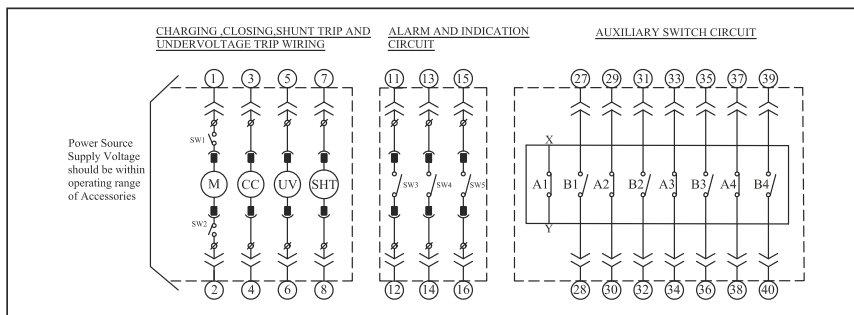 CHARGING ,CLOSING,SHUNT TRIP AND
UNDERVOLTAGE TRIP WIRING
ALARM AND INDICATION
CIRCUIT
AUXILIARY SWITCH CIRCUIT
1 3 5 7 11 13 15 27 29 31 33 35 37 39
Power Source
Supply Voltage
should be within
operating range
of Accessories
SW1
X
M CC UV SHT SW3 SW4 SW5 A1 B1 A2 B2 A3 B3 A4 B4
SW2
Y
2 4 6 8 12 14 16 28 30 32 34 36 38 40